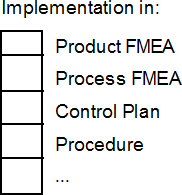 Implementation in:
Product FMEA
Process FMEA
Control Plan
Procedure
...